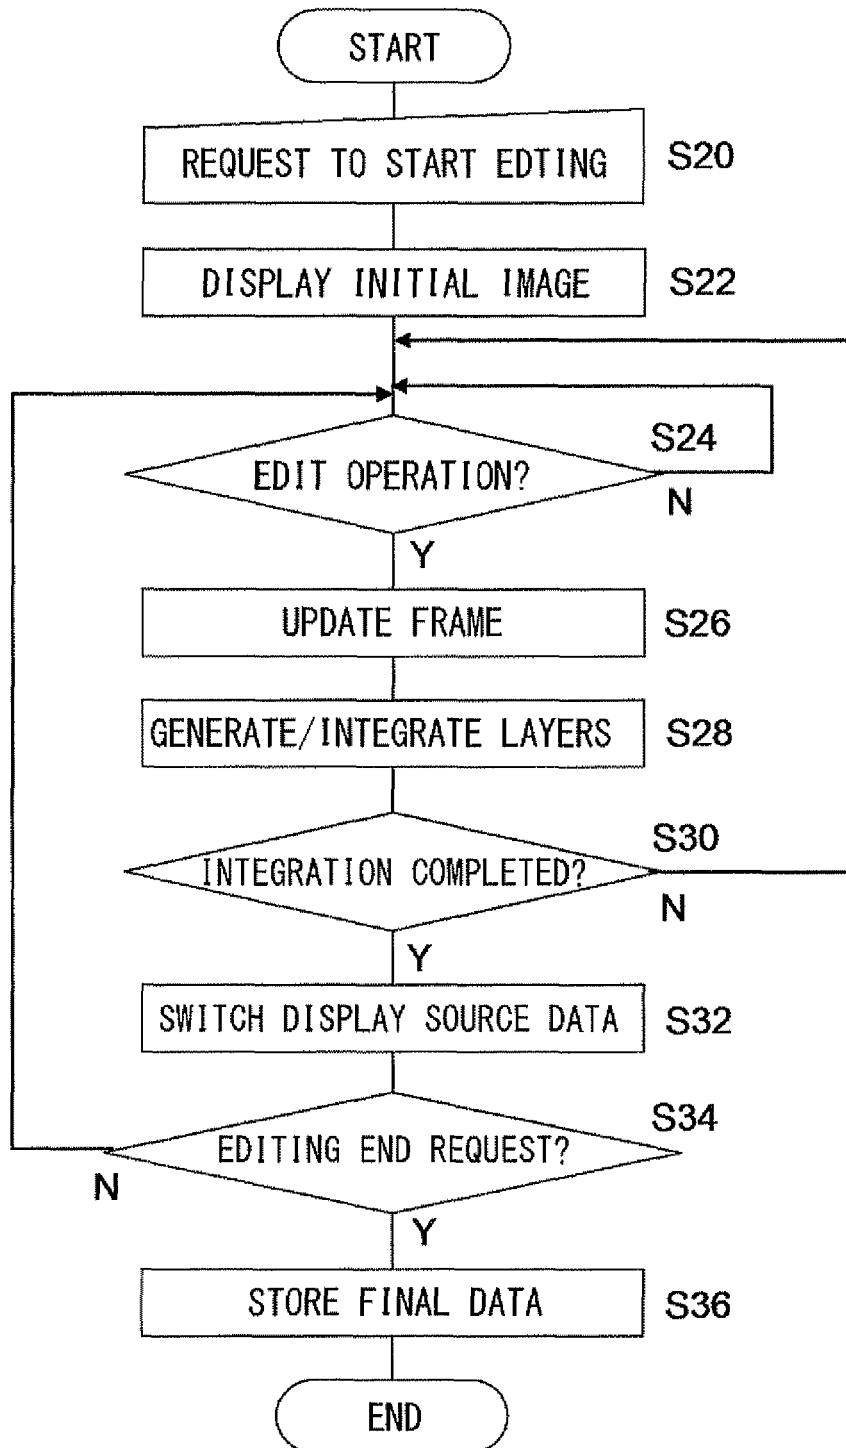 START
REQUEST TO START EDTING
S20
DISPLAY INITIAL IMAGE
S22
S24
EDIT OPERATION?
N
Y
UPDATE FRAME
S26
GENERATE/INTEGRATE LAYERS
S28
S30
INTEGRATION COMPLETED?
N
Y
SWITCH DISPLAY SOURCE DATA
S32
S34
EDITING END REQUEST?
N
Y
STORE FINAL DATA
S36
END